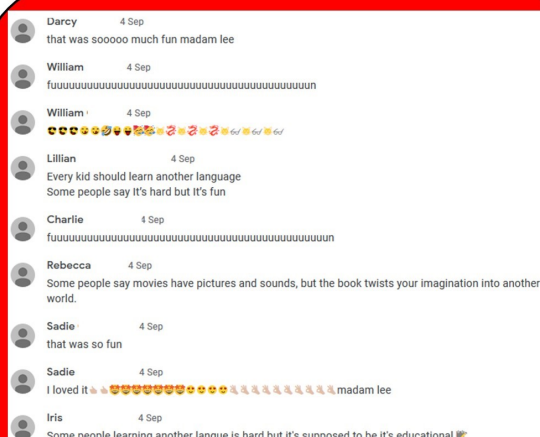 Darcy 4 Sep
that was sooooo much fun madam lee
William 4 Sep
fuuuuuuuuuuuuuuuuuuuuuuuuuuuuuuuuuuuuuuuuuun
William 4 Sep
Lillian 4 Sep
Every kid should learn another language
Some people say It's hard but It's fun
Charlie 4 Sep
fuuuuuuuuuuuuuuuuuuuuuuuuuuuuuuuuuuuuuuuuuuuuun
Rebecca 4 Sep
Some people say movies have pictures and sounds, but the book twists your imagination into another
world.
Sadie 4 Sep
that was so fun
Sadie 4 Sep
I loved it madam lee
Iris 4 Sep
Some people learning another langue is hard but it's supposed to be it's educational